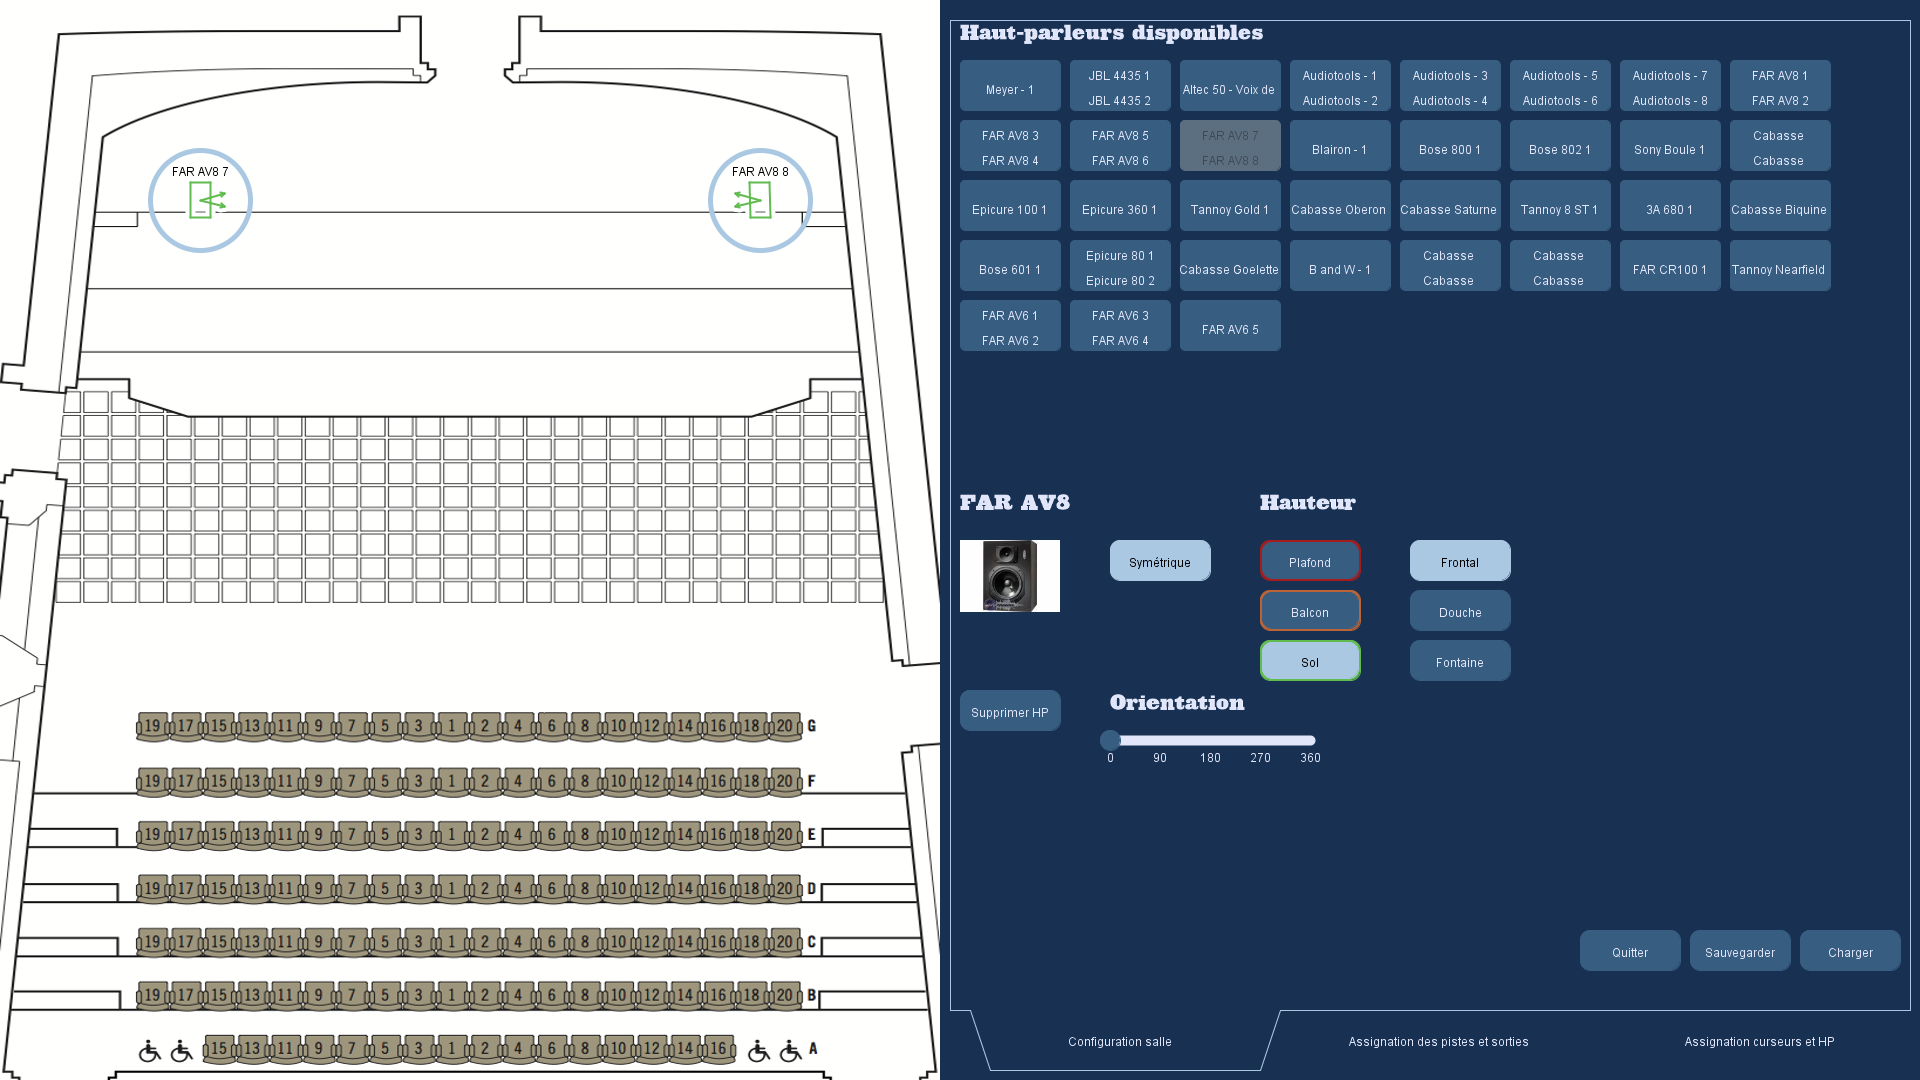 FAR AV8 7
FAR AV8 8
19 17 15 13 11 9 7 5 3 1 2 4 6 8 10 12 14 16 18 20 G
19 17 15 13 11 9 7 5 3 1 2 4 6 8 10 12 14 16 18 20 F
19 17 15 13 11 9 7 5 3 1 2 4 6 8 10 12 14 16 18 20 E
19 17 15 13 11 9 7 5 3 1 2 4 6 8 10 12 14 16 18 20 D
19 17 15 13 11 9 7 5 3 1 2 4 6 8 10 12 14 16 18 20 C
19 17 15 13 11 9 7 5 3 1 2 4 6 8 10 12 14 16 18 20 B
15 13 11 9 7 5 3 1 2 4 6 8 10 12 14 16 A
Haut-parleurs disponibles
Meyer - 1
JBL 4435 1
JBL 4435 2
Altec 50 - Voix de
Audiotools - 1
Audiotools - 2
Audiotools - 3
Audiotools - 4
Audiotools - 5
Audiotools - 6
Audiotools - 7
Audiotools - 8
FAR AV8 1
FAR AV8 2
FAR AV8 3
FAR AV8 4
FAR AV8 5
FAR AV8 6
FAR AV8 7
FAR AV8 8
Blairon - 1
Bose 800 1
Bose 802 1
Sony Boule 1
Cabasse
Cabasse
Epicure 100 1
Epicure 360 1
Tannoy Gold 1
Cabasse Oberon
Cabasse Saturne
Tannoy 8 ST 1
3A 680 1
Cabasse Biquine
Bose 601 1
Epicure 80 1
Epicure 80 2
Cabasse Goelette
B and W - 1
Cabasse
Cabasse
Cabasse
Cabasse
FAR CR100 1
Tannoy Nearfield
FAR AV6 1
FAR AV6 2
FAR AV6 3
FAR AV6 4
FAR AV6 5
FAR AV8
Hauteur
Symétrique
Plafond
Frontal
Balcon
Douche
Sol
Fontaine
Supprimer HP
Orientation
0 90 180 270 360
Quitter
Sauvegarder
Charger
Configuration salle
Assignation des pistes et sorties
Assignation curseurs et HP